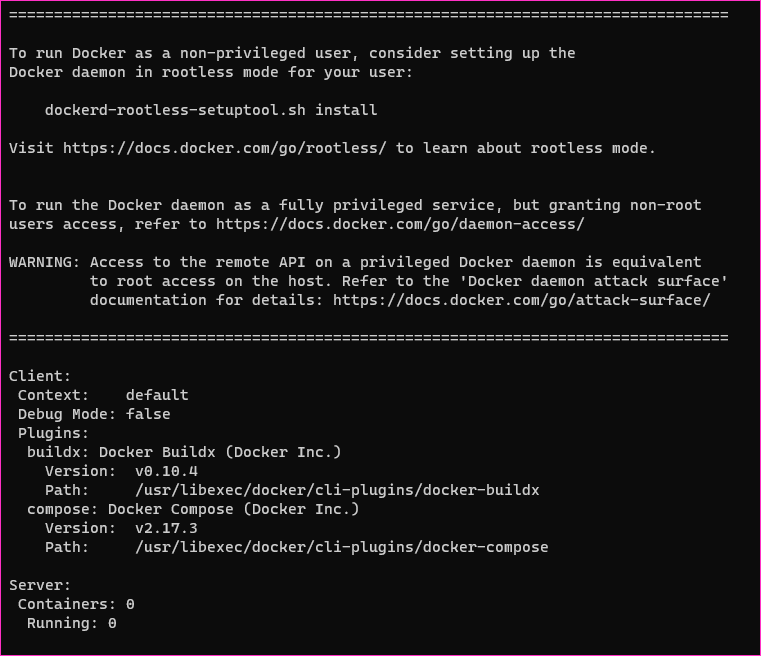 ================================================================================
To run Docker as a non-privileged user, consider setting up the
Docker daemon in rootless mode for your user:
    dockerd-rootless-setuptool.sh install
Visit https://docs.docker.com/go/rootless/ to learn about rootless mode.
To run the Docker daemon as a fully privileged service, but granting non-root
users access, refer to https://docs.docker.com/go/daemon-access/
WARNING: Access to the remote API on a privileged Docker daemon is equivalent
         to root access on the host. Refer to the 'Docker daemon attack surface'
         documentation for details: https://docs.docker.com/go/attack-surface/
================================================================================
Client:
 Context:    default
 Debug Mode: false
 Plugins:
  buildx: Docker Buildx (Docker Inc.)
    Version:  v0.10.4
    Path:     /usr/libexec/docker/cli-plugins/docker-buildx
  compose: Docker Compose (Docker Inc.)
    Version:  v2.17.3
    Path:     /usr/libexec/docker/cli-plugins/docker-compose
Server:
 Containers: 0
  Running: 0